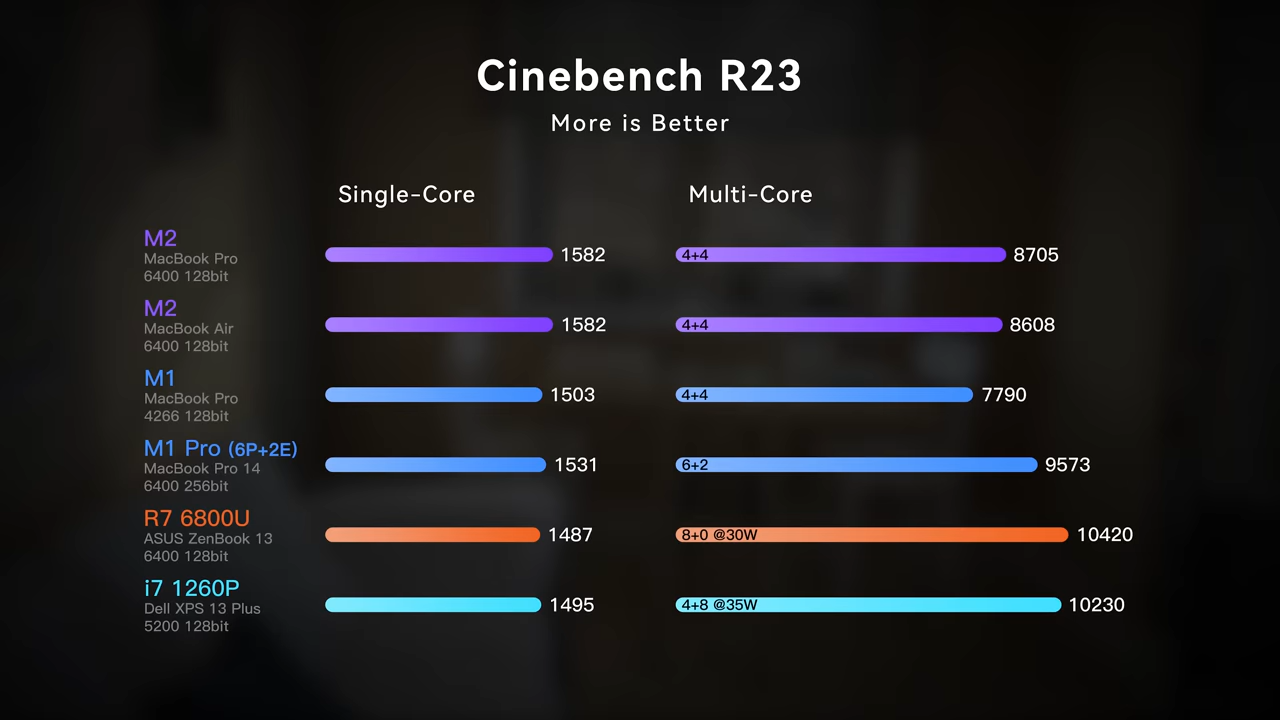 Cinebench R23
More is Better
Single-Core
Multi-Core
M2
MacBook Pro
6400 128bit
1582
4+4
8705
M2
MacBook Air
6400 128bit
1582
4+4
8608
M1
MacBook Pro
4266 128bit
1503
4+4
7790
M1 Pro (6P+2E)
MacBook Pro 14
6400 256bit
1531
6+2
9573
R7 6800U
ASUS ZenBook 13
6400 128bit
1487
8+0 @30W
10420
i7 1260P
Dell XPS 13 Plus
5200 128bit
1495
4+8 @35W
10230